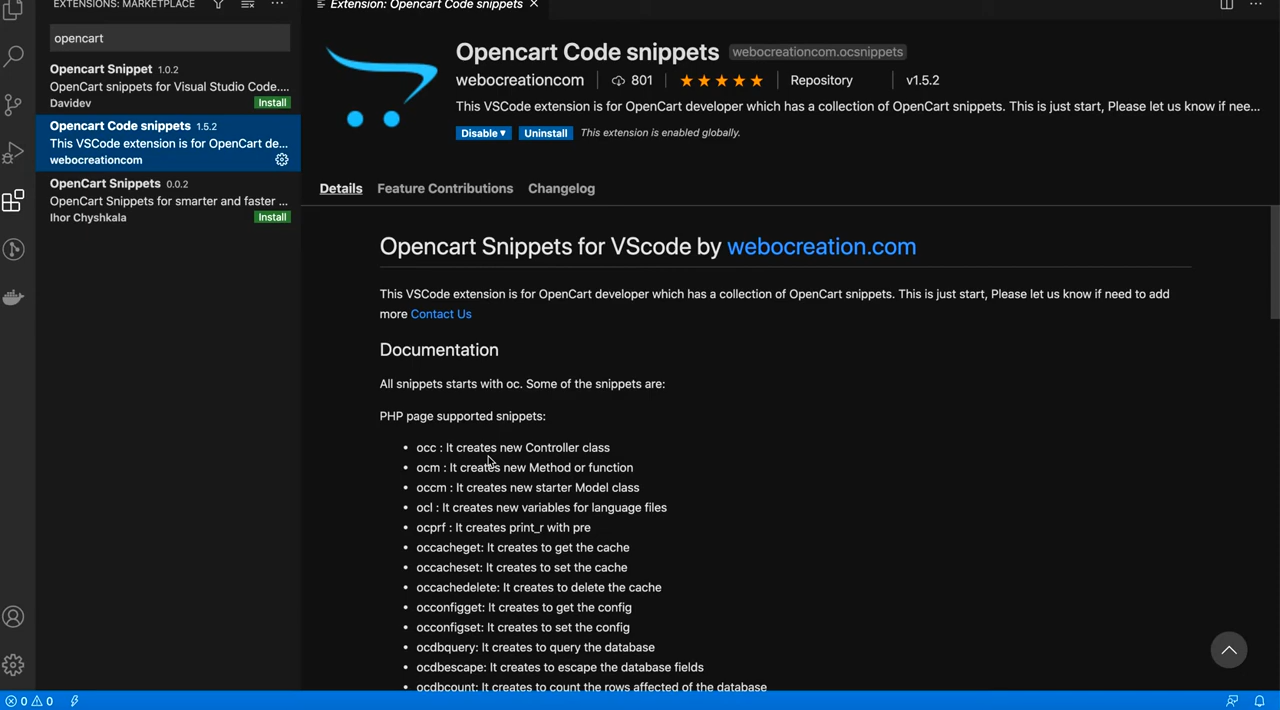 EXTENSIONS: MARKETPLACE
opencart
Opencart Snippet 1.0.2
OpenCart snippets for Visual Studio Code....
Davidev Install
Opencart Code snippets 1.5.2
This VSCode extension is for OpenCart de...
webocreationcom
OpenCart Snippets 0.0.2
OpenCart Snippets for smarter and faster ...
Ihor Chyshkala Install
Extension: Opencart Code snippets
Opencart Code snippets webocreationcom.ocsnippets
webocreationcom 801 Repository v1.5.2
This VSCode extension is for OpenCart developer which has a collection of OpenCart snippets. This is just start, Please let us know if nee...
Disable Uninstall This extension is enabled globally.
Details Feature Contributions Changelog
Opencart Snippets for VScode by webocreation.com
This VSCode extension is for OpenCart developer which has a collection of OpenCart snippets. This is just start, Please let us know if need to add
more Contact Us
Documentation
All snippets starts with oc. Some of the snippets are:
PHP page supported snippets:
• occ : It creates new Controller class
• ocm : It creates new Method or function
• occm : It creates new starter Model class
• ocl : It creates new variables for language files
• ocprf : It creates print_r with pre
• occacheget: It creates to get the cache
• occacheset: It creates to set the cache
• occachedelete: It creates to delete the cache
• occonfigget: It creates to get the config
• occonfigset: It creates to set the config
• ocdbquery: It creates to query the database
• ocdbescape: It creates to escape the database fields
• ocdbcount: It creates to count the rows affected of the database
0 0